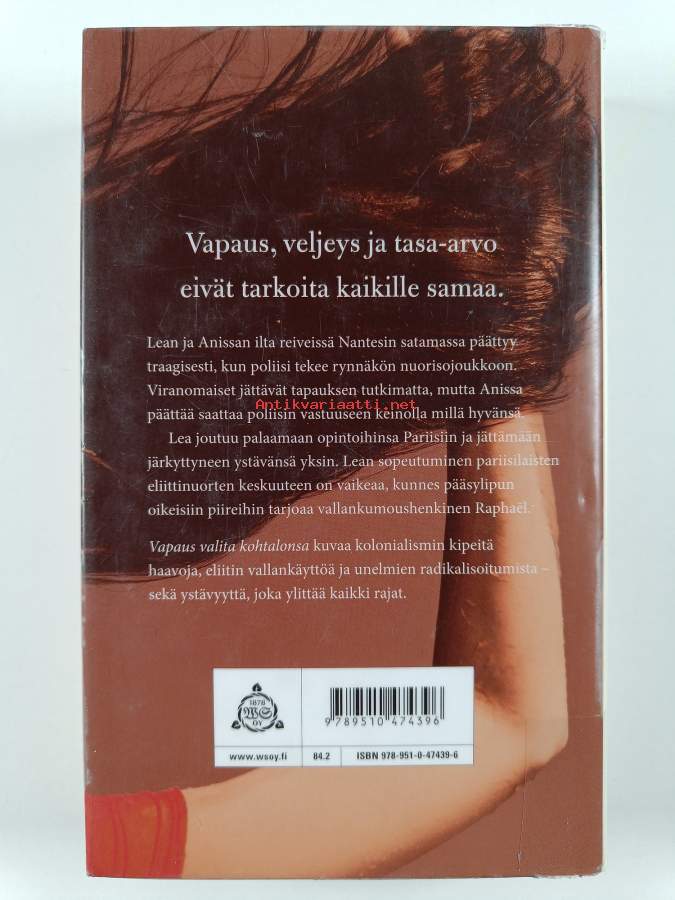 Vapaus, veljeys ja tasa-arvo
eivät tarkoita kaikille samaa.
Lean ja Anissan ilta reiveissä Nantesin satamassa päättyy
traagisesti, kun poliisi tekee rynnäkön nuorisojoukkoon.
Viranomaiset jättävät tapauksen tutkimatta, mutta Anissa
Antikvariaatti.net
päättää saattaa poliisin vastuuseen keinolla millä hyvänsä.
Lea joutuu palaamaan opintoihinsa Pariisiin ja jättämään
järkyttyneen ystävänsä yksin. Lean sopeutuminen pariisilaisten
eliittinuorten keskuuteen on vaikeaa, kunnes pääsylipun
oikeisiin piireihin tarjoaa vallankumoushenkinen Raphaël.
Vapaus valita kohtalonsa kuvaa kolonialismin kipeitä
haavoja, eliitin vallankäyttöä ja unelmien radikalisoitumista –
sekä ystävyyttä, joka ylittää kaikki rajat.
1878
WS
OY
9 789510 474396
www.wsoy.fi
84.2
ISBN 978-951-0-47439-6